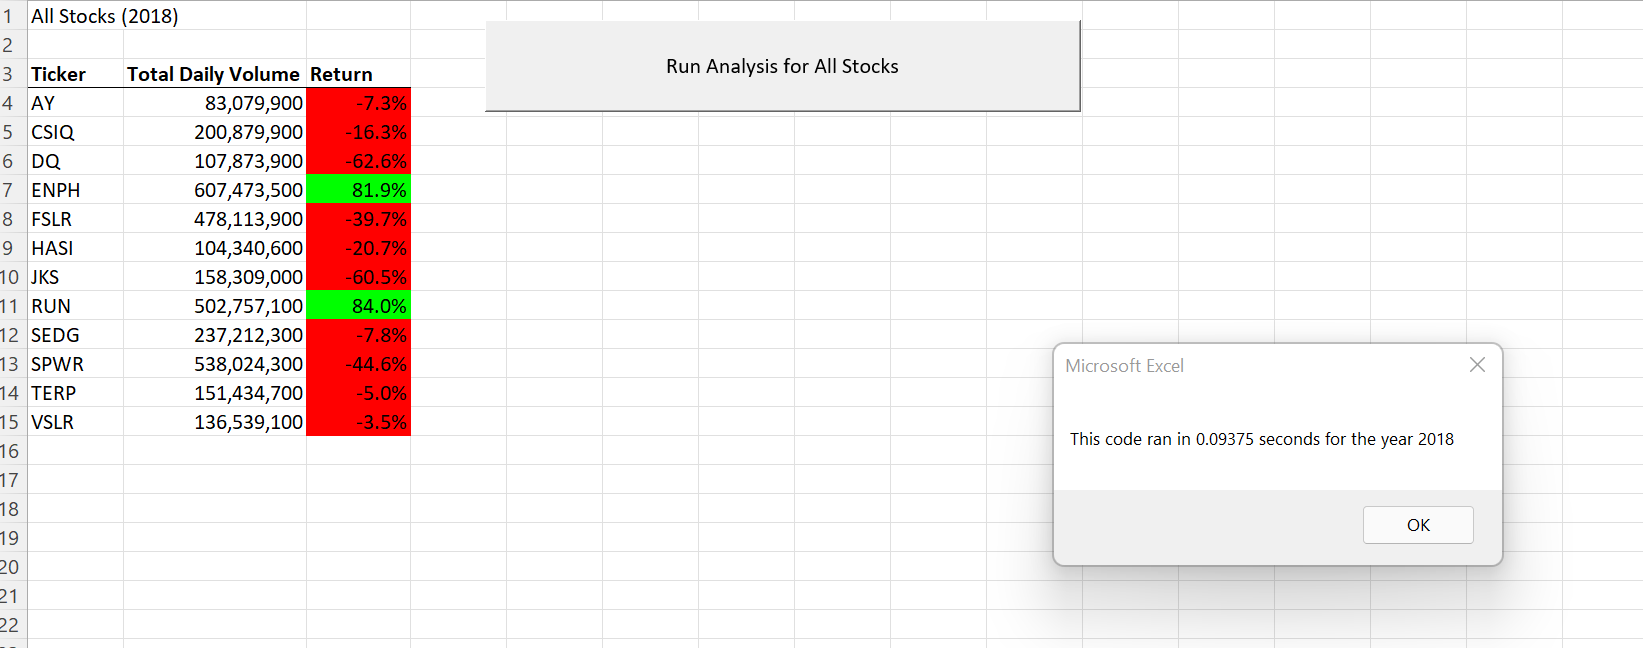 1 All Stocks (2018)
Run Analysis for All Stocks
2
3 Ticker Total Daily Volume Return
4 AY 83,079,900 -7.3%
5 CSIQ 200,879,900 -16.3%
6 DQ 107,873,900 -62.6%
7 ENPH 607,473,500 81.9%
8 FSLR 478,113,900 -39.7%
9 HASI 104,340,600 -20.7%
10 JKS 158,309,000 -60.5%
11 RUN 502,757,100 84.0%
12 SEDG 237,212,300 -7.8%
13 SPWR 538,024,300 -44.6%
14 TERP 151,434,700 -5.0%
15 VSLR 136,539,100 -3.5%
16
17
18
19
20
21
22
Microsoft Excel
This code ran in 0.09375 seconds for the year 2018
OK